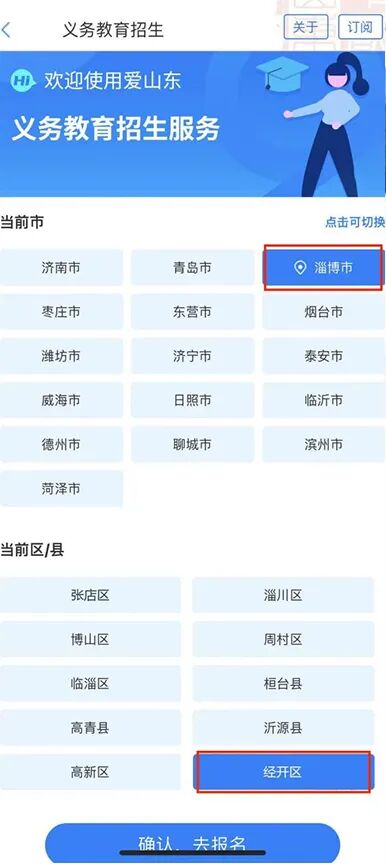 义务教育招生 关于 订阅
HI 欢迎使用爱山东
义务教育招生服务
当前市 点击可切换
济南市 青岛市 淄博市
枣庄市 东营市 烟台市
潍坊市 济宁市 泰安市
威海市 日照市 临沂市
德州市 聊城市 滨州市
菏泽市
当前区/县
张店区 淄川区
博山区 周村区
临淄区 桓台县
高青县 沂源县
高新区 经开区
确认，去报名